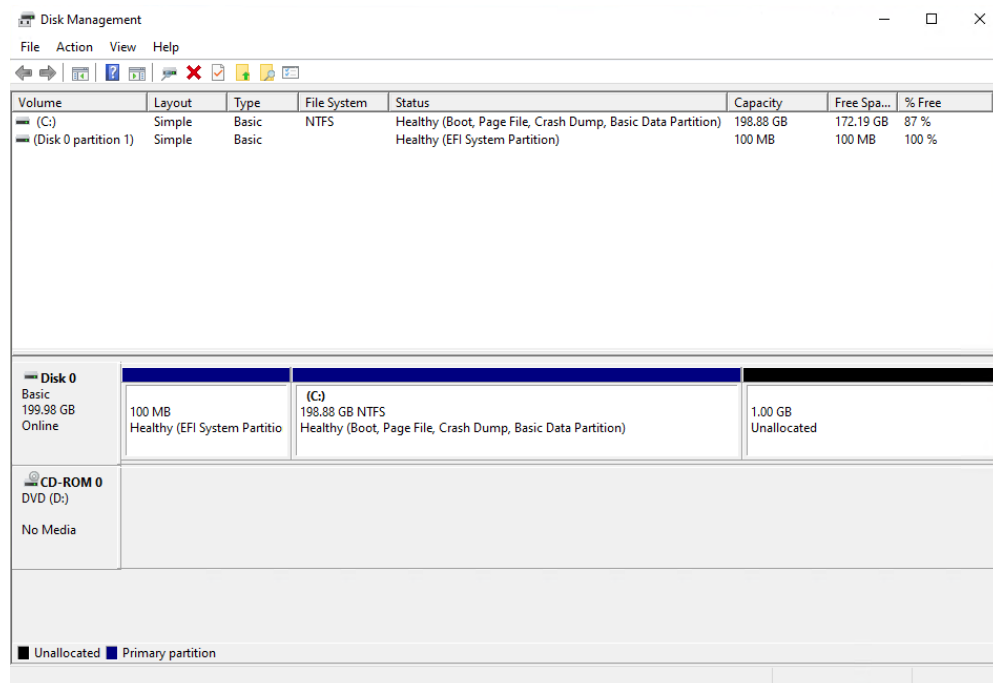 Disk Management
File Action View Help
Volume Layout Type File System Status Capacity Free Spa... % Free
(C:) Simple Basic NTFS Healthy (Boot, Page File, Crash Dump, Basic Data Partition) 198.88 GB 172.19 GB 87 %
(Disk 0 partition 1) Simple Basic Healthy (EFI System Partition) 100 MB 100 MB 100 %
Disk 0
Basic
199.98 GB
Online
100 MB
Healthy (EFI System Partitio
(C:)
198.88 GB NTFS
Healthy (Boot, Page File, Crash Dump, Basic Data Partition)
1.00 GB
Unallocated
CD-ROM 0
DVD (D:)
No Media
Unallocated Primary partition